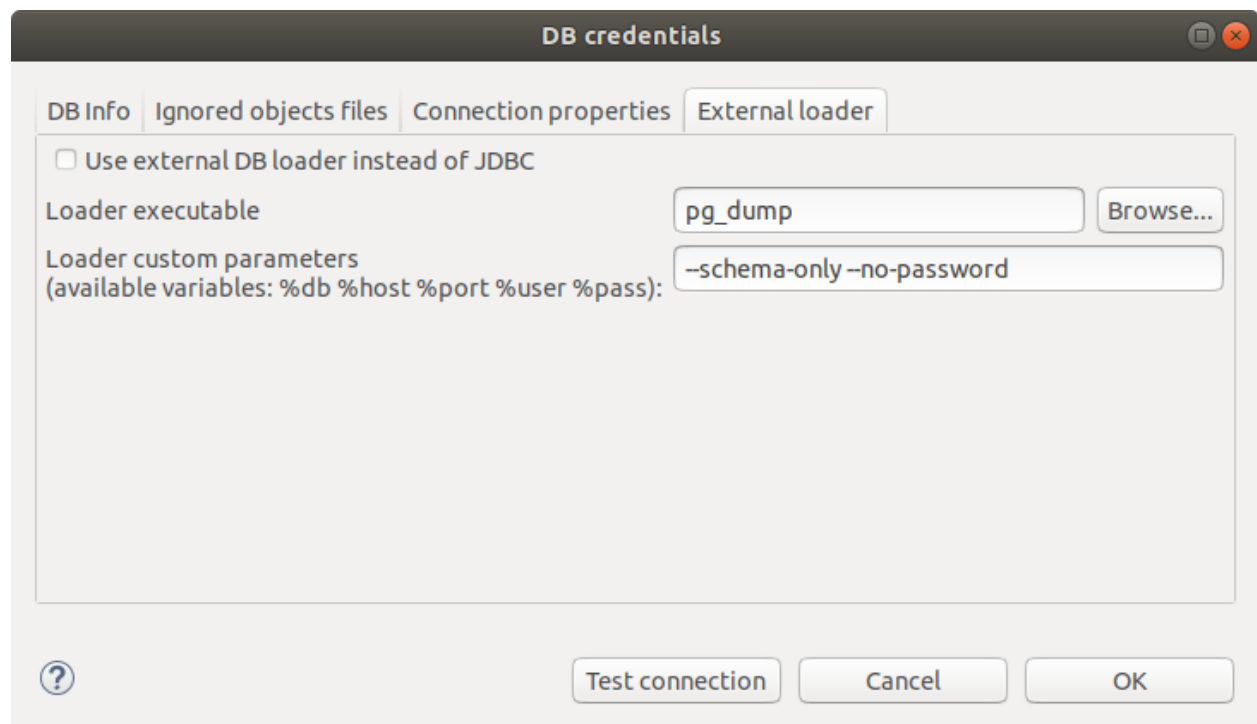 DB credentials
DB Info Ignored objects files Connection properties External loader
Use external DB loader instead of JDBC
Loader executable pg_dump Browse...
Loader custom parameters
(available variables: %db %host %port %user %pass): --schema-only --no-password
?
Test connection Cancel OK